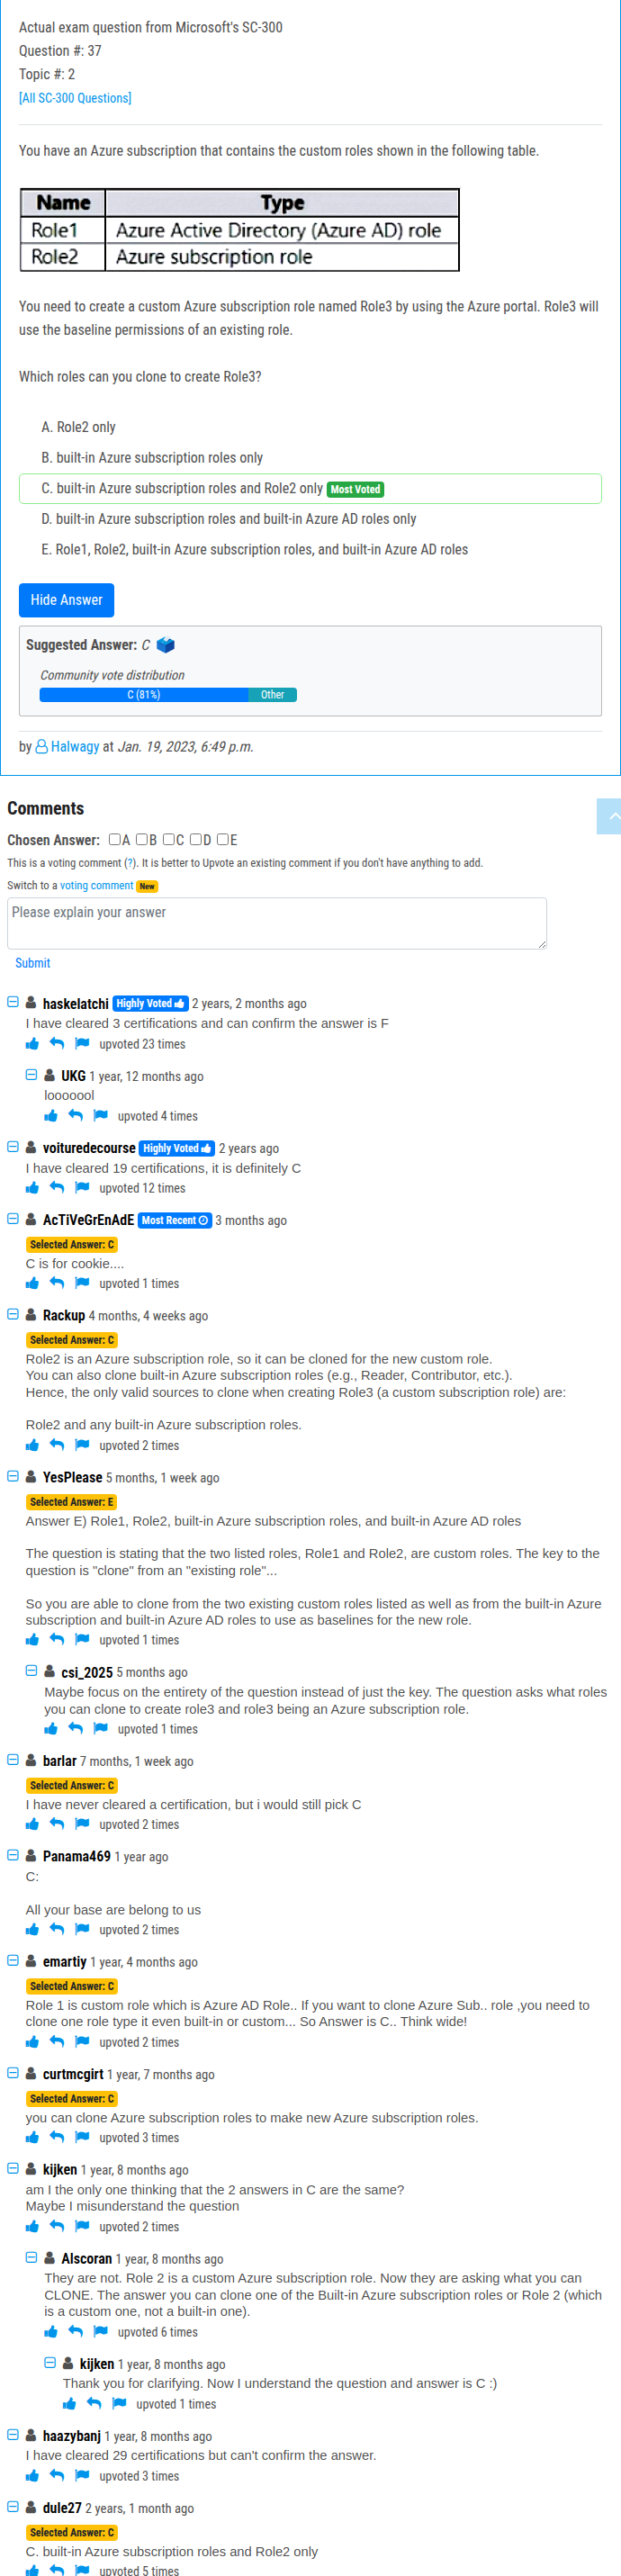 Actual exam question from Microsoft's SC-300
Question #: 37
Topic #: 2
[All SC-300 Questions]
You have an Azure subscription that contains the custom roles shown in the following table.
Name Type
Role1 Azure Active Directory (Azure AD) role
Role2 Azure subscription role
You need to create a custom Azure subscription role named Role3 by using the Azure portal. Role3 will
use the baseline permissions of an existing role.
Which roles can you clone to create Role3?
A. Role2 only
B. built-in Azure subscription roles only
C. built-in Azure subscription roles and Role2 only Most Voted
D. built-in Azure subscription roles and built-in Azure AD roles only
E. Role1, Role2, built-in Azure subscription roles, and built-in Azure AD roles
Hide Answer
Suggested Answer: C
Community vote distribution
C (81%) Other
by Halwagy at Jan. 19, 2023, 6:49 p.m.
Comments
Chosen Answer: A B C D E
This is a voting comment (?). It is better to Upvote an existing comment if you don't have anything to add.
Switch to a voting comment New
Please explain your answer
Submit
haskelatchi Highly Voted 2 years, 2 months ago
I have cleared 3 certifications and can confirm the answer is F
upvoted 23 times
UKG 1 year, 12 months ago
looooool
upvoted 4 times
voituredecourse Highly Voted 2 years ago
I have cleared 19 certifications, it is definitely C
upvoted 12 times
AcTiVeGrEnAdE Most Recent 3 months ago
Selected Answer: C
C is for cookie....
upvoted 1 times
Rackup 4 months, 4 weeks ago
Selected Answer: C
Role2 is an Azure subscription role, so it can be cloned for the new custom role.
You can also clone built-in Azure subscription roles (e.g., Reader, Contributor, etc.).
Hence, the only valid sources to clone when creating Role3 (a custom subscription role) are:
Role2 and any built-in Azure subscription roles.
upvoted 2 times
YesPlease 5 months, 1 week ago
Selected Answer: E
Answer E) Role1, Role2, built-in Azure subscription roles, and built-in Azure AD roles
The question is stating that the two listed roles, Role1 and Role2, are custom roles. The key to the
question is "clone" from an "existing role"...
So you are able to clone from the two existing custom roles listed as well as from the built-in Azure
subscription and built-in Azure AD roles to use as baselines for the new role.
upvoted 1 times
csi_2025 5 months ago
Maybe focus on the entirety of the question instead of just the key. The question asks what roles
you can clone to create role3 and role3 being an Azure subscription role.
upvoted 1 times
barlar 7 months, 1 week ago
Selected Answer: C
I have never cleared a certification, but i would still pick C
upvoted 2 times
Panama469 1 year ago
C:
All your base are belong to us
upvoted 2 times
emartiy 1 year, 4 months ago
Selected Answer: C
Role 1 is custom role which is Azure AD Role.. If you want to clone Azure Sub.. role ,you need to
clone one role type it even built-in or custom... So Answer is C.. Think wide!
upvoted 2 times
curtmcgirt 1 year, 7 months ago
Selected Answer: C
you can clone Azure subscription roles to make new Azure subscription roles.
upvoted 3 times
kijken 1 year, 8 months ago
am I the only one thinking that the 2 answers in C are the same?
Maybe I misunderstand the question
upvoted 2 times
Alscoran 1 year, 8 months ago
They are not. Role 2 is a custom Azure subscription role. Now they are asking what you can
CLONE. The answer you can clone one of the Built-in Azure subscription roles or Role 2 (which
is a custom one, not a built-in one).
upvoted 6 times
kijken 1 year, 8 months ago
Thank you for clarifying. Now I understand the question and answer is C :)
upvoted 1 times
haazybanj 1 year, 8 months ago
I have cleared 29 certifications but can't confirm the answer.
upvoted 3 times
dule27 2 years, 1 month ago
Selected Answer: C
C. built-in Azure subscription roles and Role2 only
upvoted 5 times